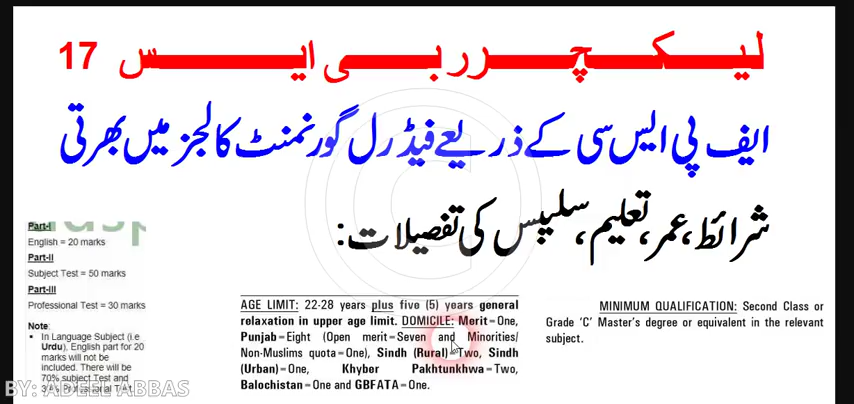 لیکچرر بی ایس 17
ایف پی ایس سی کے ذریعے فیڈرل گورنمنٹ کالجز میں بھرتی
شرائط، عمر، تعلیم، سلیبس کی تفصیلات:
Part-I
English = 20 marks
Part-II
Subject Test = 50 marks
Part-III
Professional Test = 30 marks
Note:
• In Language Subject (i.e
Urdu), English part for 20
marks will not be
included. There will be
70% subject Test and
BY: ADEEL ABBAS
AGE LIMIT: 22-28 years plus five (5) years general
relaxation in upper age limit. DOMICILE: Merit=One,
Punjab=Eight (Open merit=Seven and Minorities/
Non-Muslims quota=One), Sindh (Rural)=Two, Sindh
(Urban)=One, Khyber Pakhtunkhwa=Two,
Balochistan=One and GBFATA=One.
MINIMUM QUALIFICATION: Second Class or
Grade ‘C’ Master’s degree or equivalent in the relevant
subject.